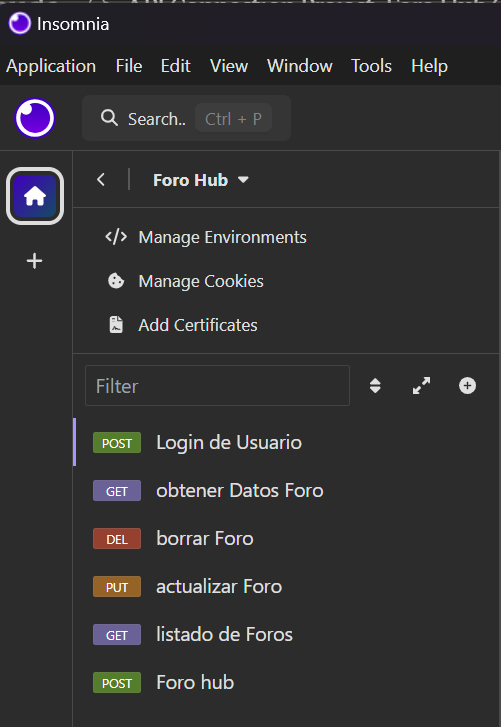 Insomnia
Application File Edit View Window Tools Help
Search.. Ctrl + P
Foro Hub
Manage Environments
Manage Cookies
Add Certificates
Filter
POST Login de Usuario
GET obtener Datos Foro
DEL borrar Foro
PUT actualizar Foro
GET listado de Foros
POST Foro hub